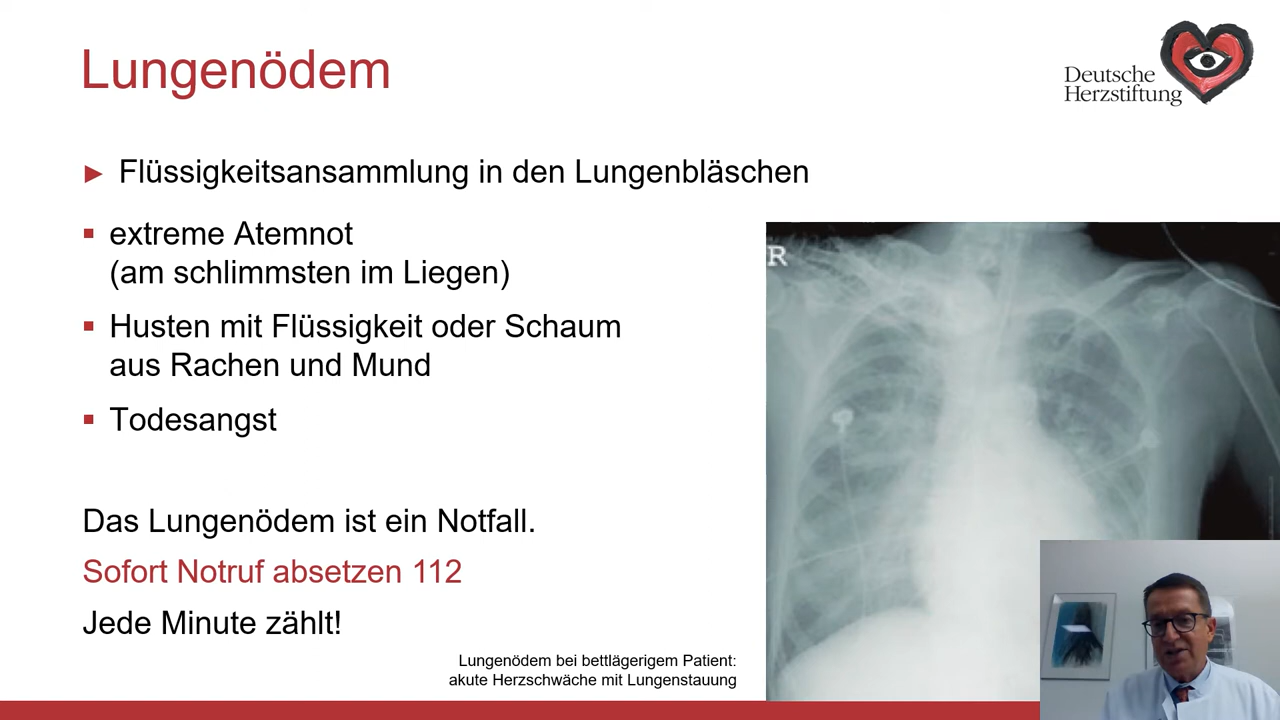 Lungenödem
Deutsche
Herzstiftung
► Flüssigkeitsansammlung in den Lungenbläschen
▪ extreme Atemnot
(am schlimmsten im Liegen)
▪ Husten mit Flüssigkeit oder Schaum
aus Rachen und Mund
▪ Todesangst
R
Das Lungenödem ist ein Notfall.
Sofort Notruf absetzen 112
Jede Minute zählt!
Lungenödem bei bettlägerigem Patient:
akute Herzschwäche mit Lungenstauung